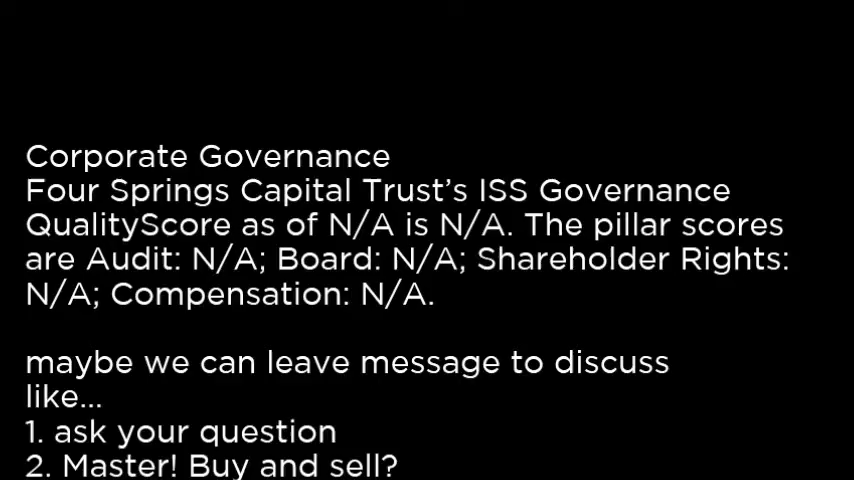 Corporate Governance
Four Springs Capital Trust’s ISS Governance
QualityScore as of N/A is N/A. The pillar scores
are Audit: N/A; Board: N/A; Shareholder Rights:
N/A; Compensation: N/A.
maybe we can leave message to discuss
like...
1. ask your question
2. Master! Buy and sell?